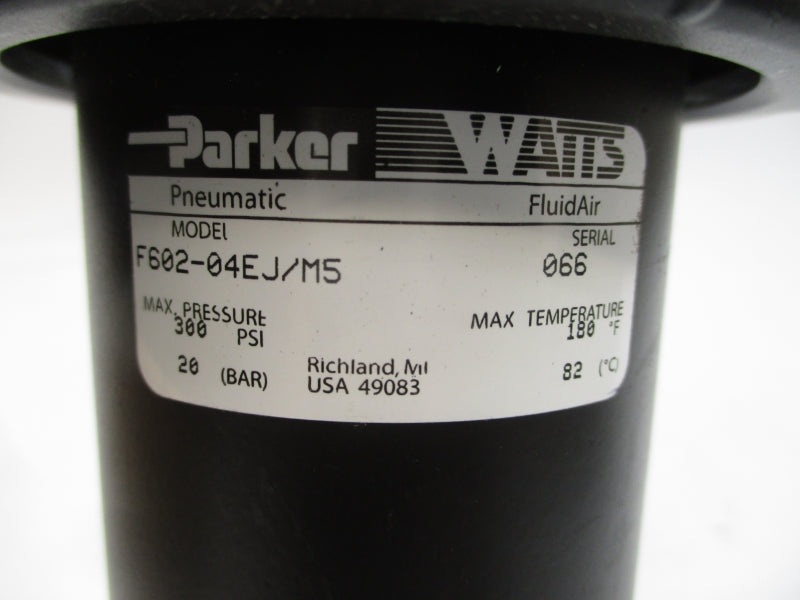 Parker WATTS
Pneumatic FluidAir
MODEL SERIAL
F602-04EJ/M5 066
MAX. PRESSURE MAX TEMPERATURE
300 PSI 180 °F
20 (BAR) Richland, MI 82 (°C)
USA 49083